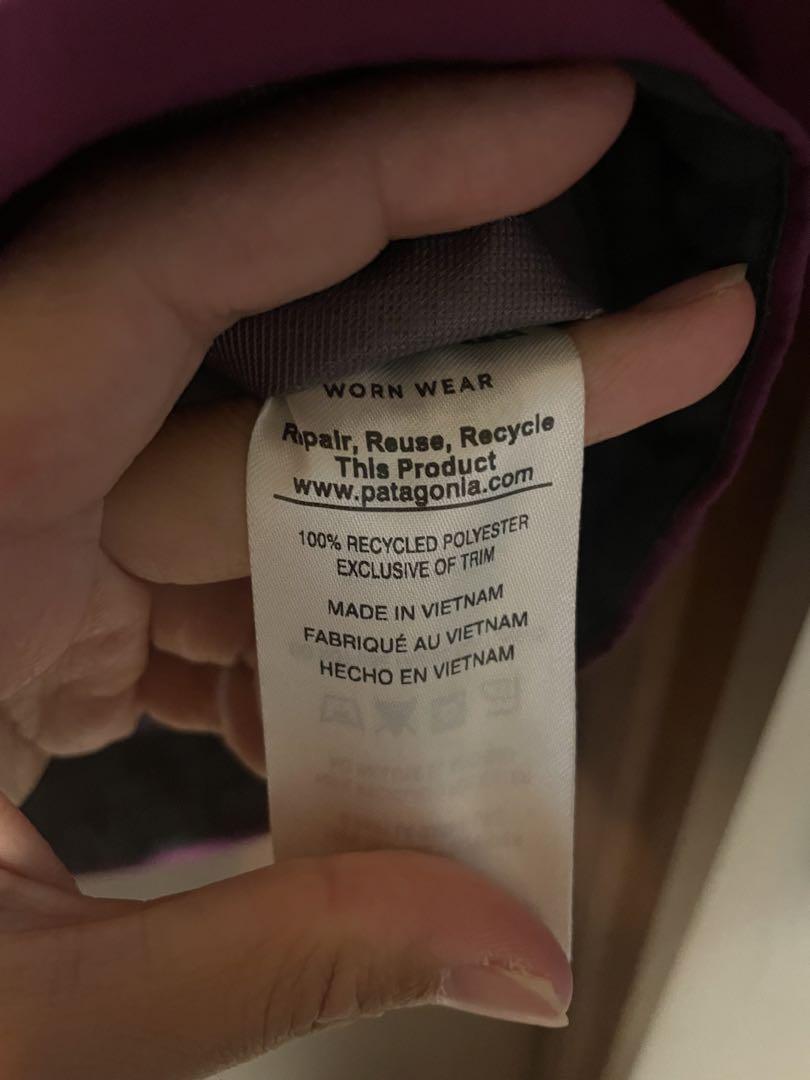 WORN WEAR
Repair, Reuse, Recycle
This Product
www.patagonia.com
100% RECYCLED POLYESTER
EXCLUSIVE OF TRIM
MADE IN VIETNAM
FABRIQUÉ AU VIETNAM
HECHO EN VIETNAM